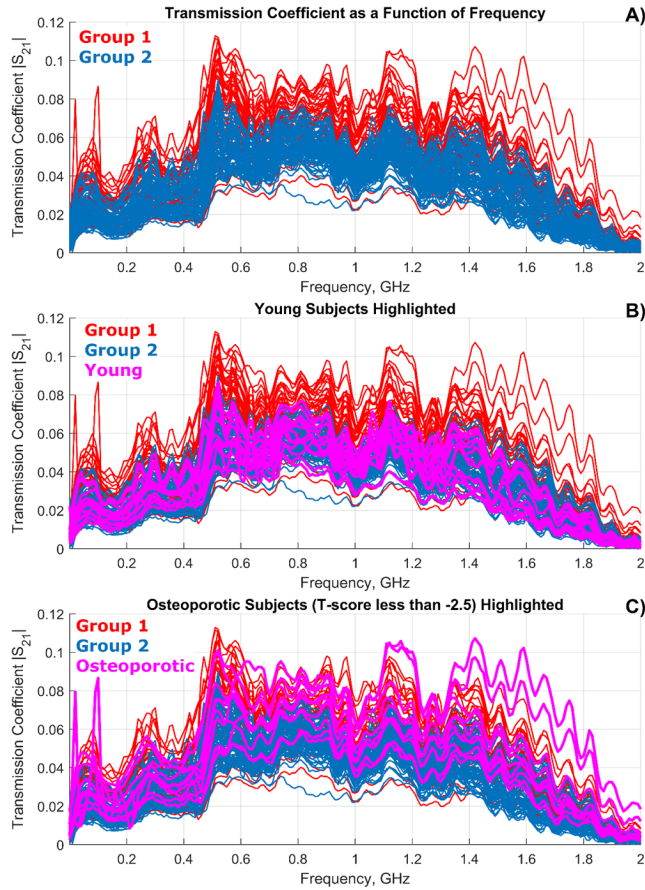 Transmission Coefficient as a Function of Frequency
A)
Group 1
Group 2
Transmission Coefficient |S21|
0.12
0.1
0.08
0.06
0.04
0.02
0
0.2 0.4 0.6 0.8 1 1.2 1.4 1.6 1.8 2
Frequency, GHz
Young Subjects Highlighted
B)
Group 1
Group 2
Young
Transmission Coefficient |S21|
0.12
0.1
0.08
0.06
0.04
0.02
0
0.2 0.4 0.6 0.8 1 1.2 1.4 1.6 1.8 2
Frequency, GHz
Osteoporotic Subjects (T-score less than -2.5) Highlighted
C)
Group 1
Group 2
Osteoporotic
Transmission Coefficient |S21|
0.12
0.1
0.08
0.06
0.04
0.02
0
0.2 0.4 0.6 0.8 1 1.2 1.4 1.6 1.8 2
Frequency, GHz